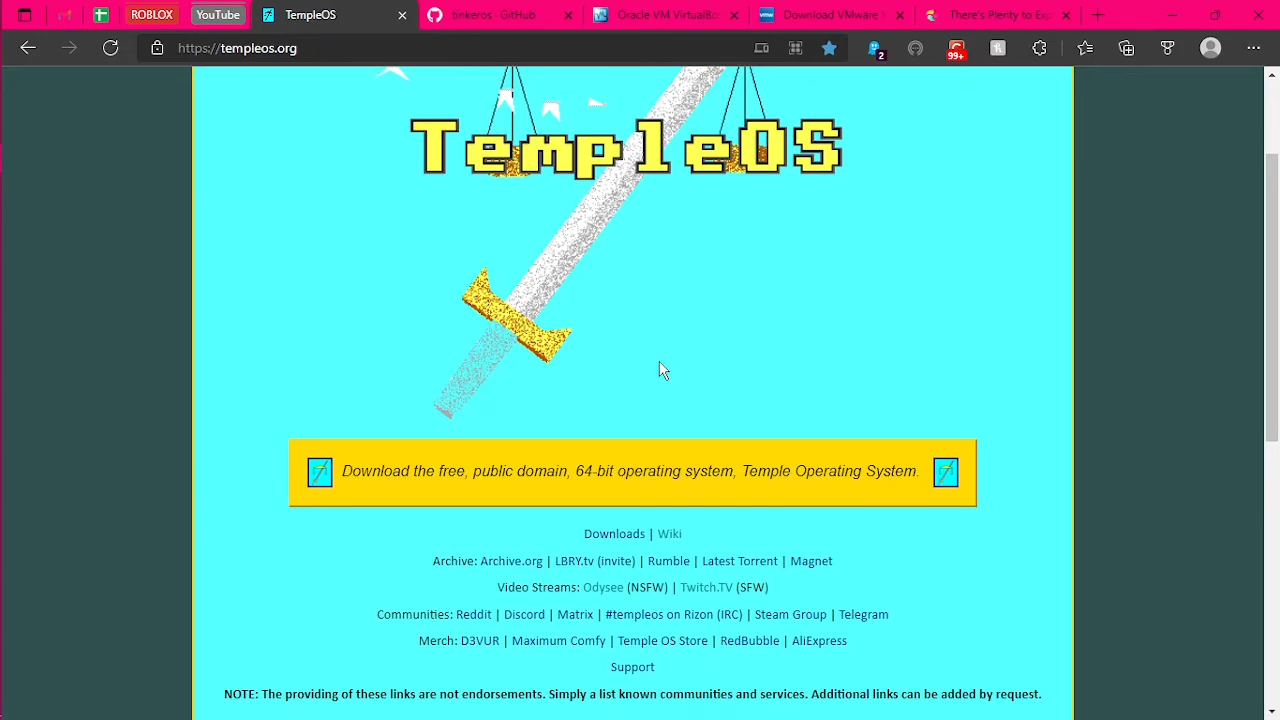 ROBLOX
YouTube
TempleOS
tinkeros · GitHub
Oracle VM VirtualBo
Download VMware
There's Plenty to Exp
https://templeos.org
2
99+
TempleOS
Download the free, public domain, 64-bit operating system, Temple Operating System.
Downloads | Wiki
Archive: Archive.org | LBRY.tv (invite) | Rumble | Latest Torrent | Magnet
Video Streams: Odysee (NSFW) | Twitch.TV (SFW)
Communities: Reddit | Discord | Matrix | #templeos on Rizon (IRC) | Steam Group | Telegram
Merch: D3VUR | Maximum Comfy | Temple OS Store | RedBubble | AliExpress
Support
NOTE: The providing of these links are not endorsements. Simply a list known communities and services. Additional links can be added by request.